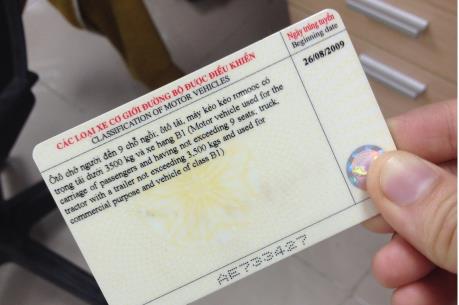 CÁC LOẠI XE CƠ GIỚI ĐƯỜNG BỘ ĐƯỢC ĐIỀU KHIỂN
CLASSIFICATION OF MOTOR VEHICLES
Ngày trúng tuyển
Beginning date
Ôtô chở người đến 9 chỗ ngồi; ôtô tải, máy kéo kéo rơmooc có
trọng tải dưới 3500 kg và xe hạng B1 (Motor vehicle used for the
carriage of passengers and having not exceeding 9 seats; truck,
tractor with a trailer not exceeding 3,500 kgs and used for
commercial purpose and vehicle of class B1)
26/08/2009
AE733427